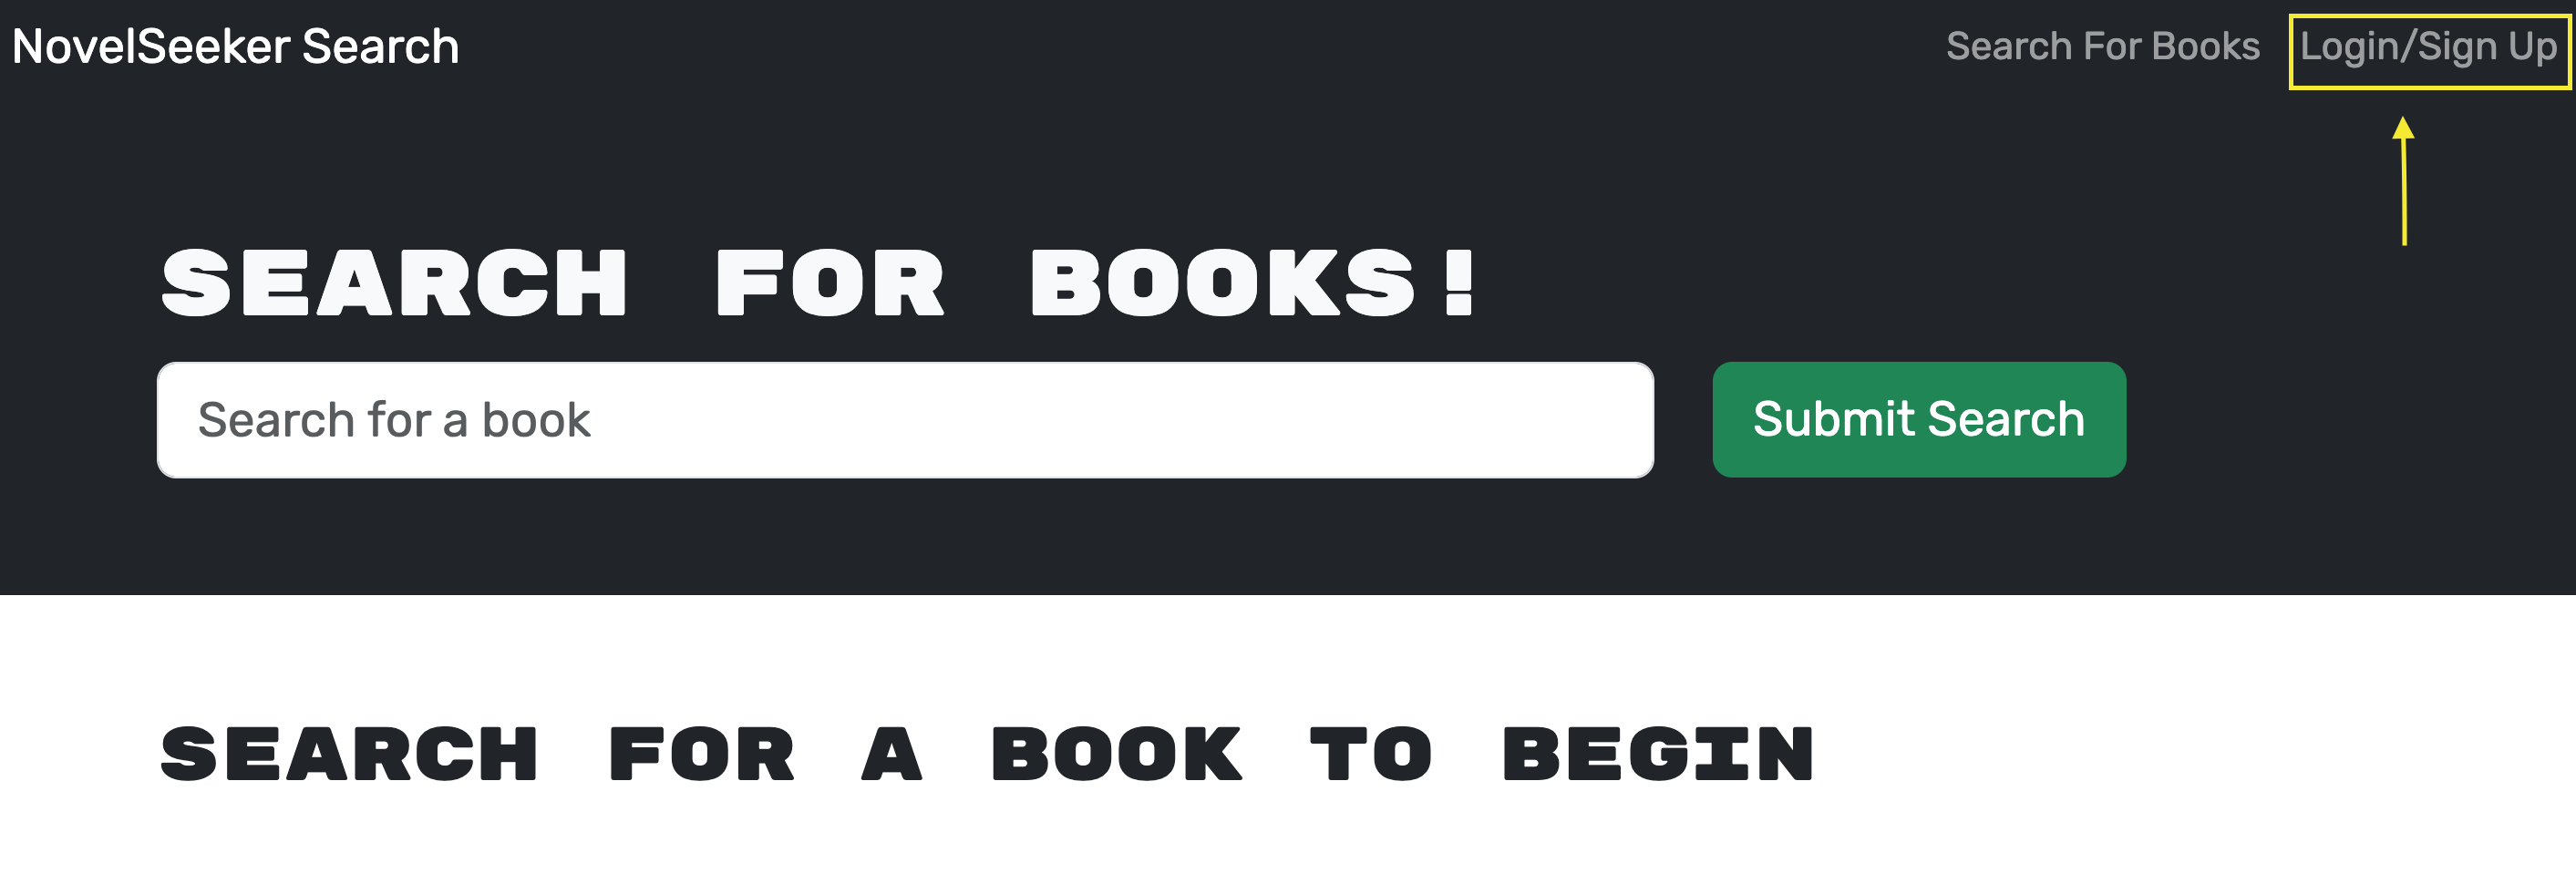 NovelSeeker Search
Search For Books
Login/Sign Up
SEARCH FOR BOOKS!
Search for a book
Submit Search
SEARCH FOR A BOOK TO BEGIN